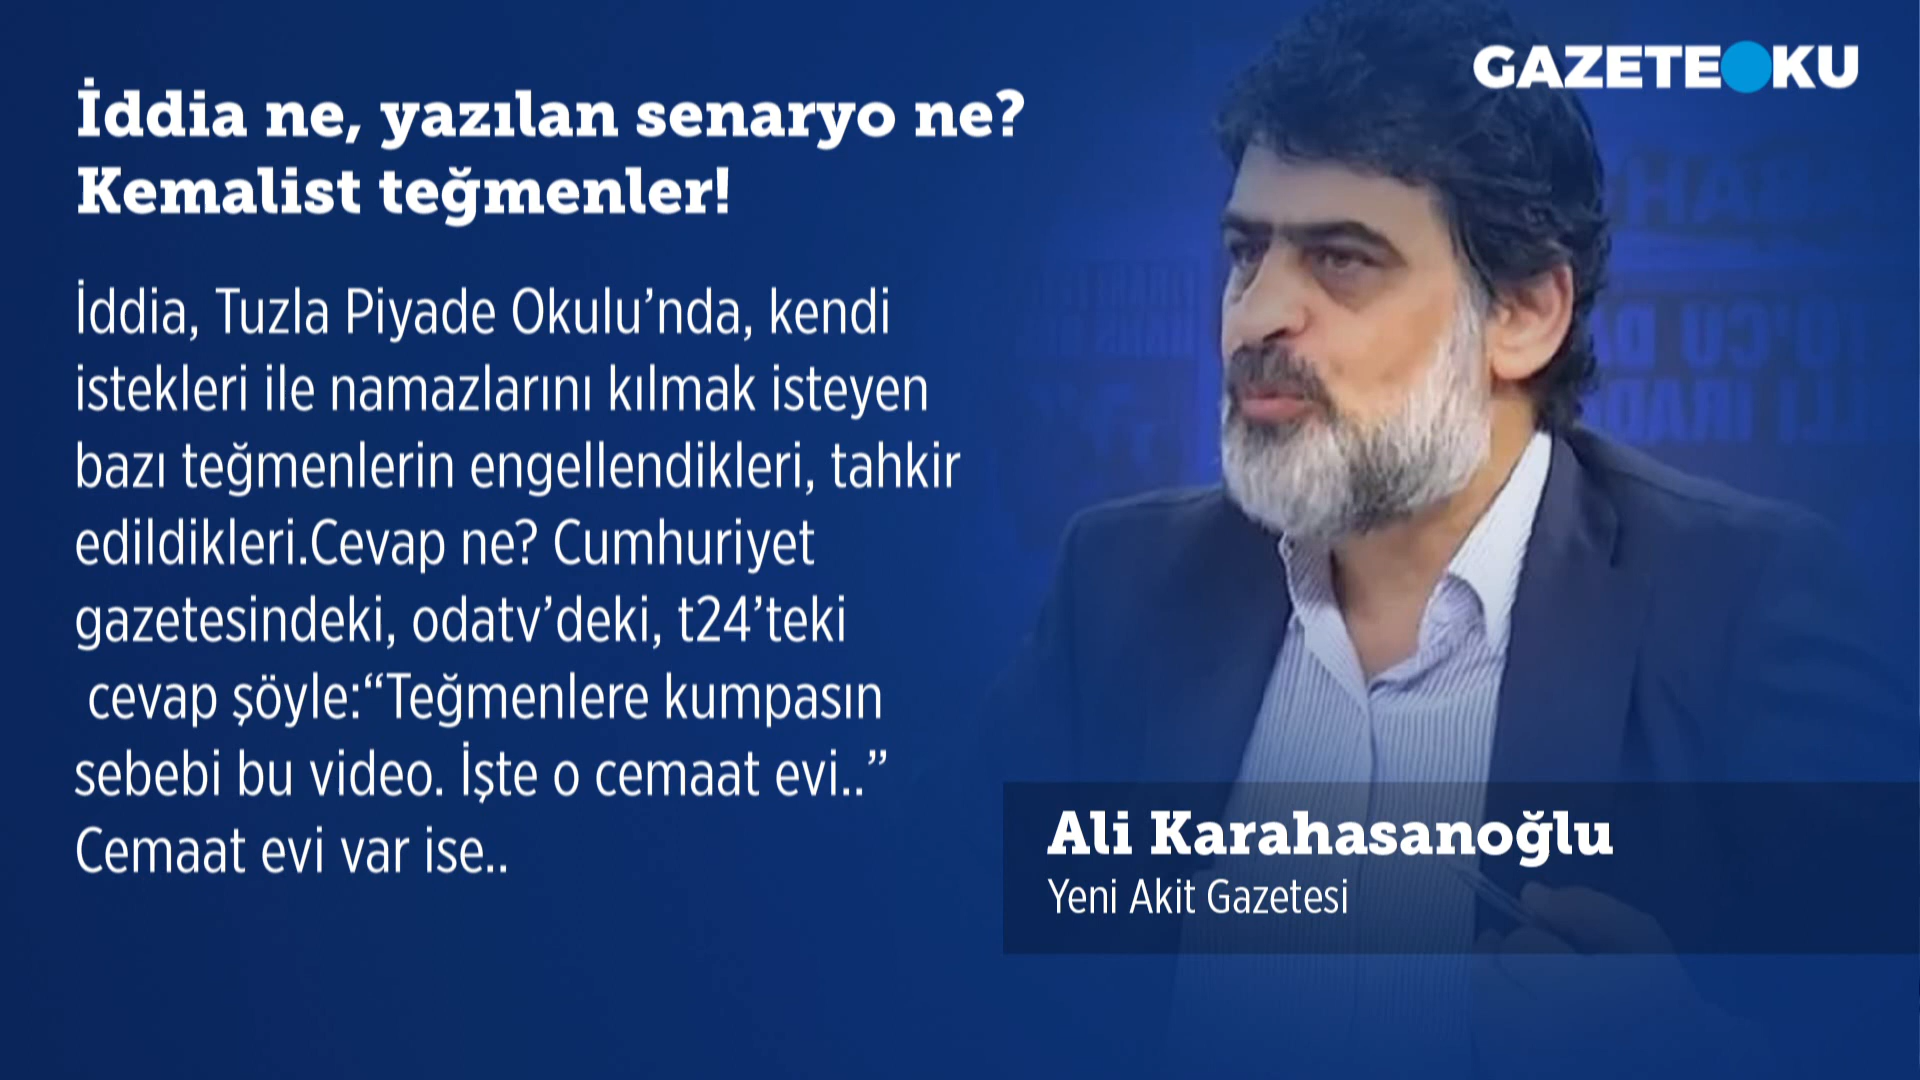 GAZETEOKU
İddia ne, yazılan senaryo ne?
Kemalist teğmenler!
İddia, Tuzla Piyade Okulu’nda, kendi
istekleri ile namazlarını kılmak isteyen
bazı teğmenlerin engellendikleri, tahkir
edildikleri.Cevap ne? Cumhuriyet
gazetesindeki, odatv’deki, t24’teki
cevap şöyle:“Teğmenlere kumpasın
sebebi bu video. İşte o cemaat evi..”
Cemaat evi var ise..
Ali Karahasanoğlu
Yeni Akit Gazetesi